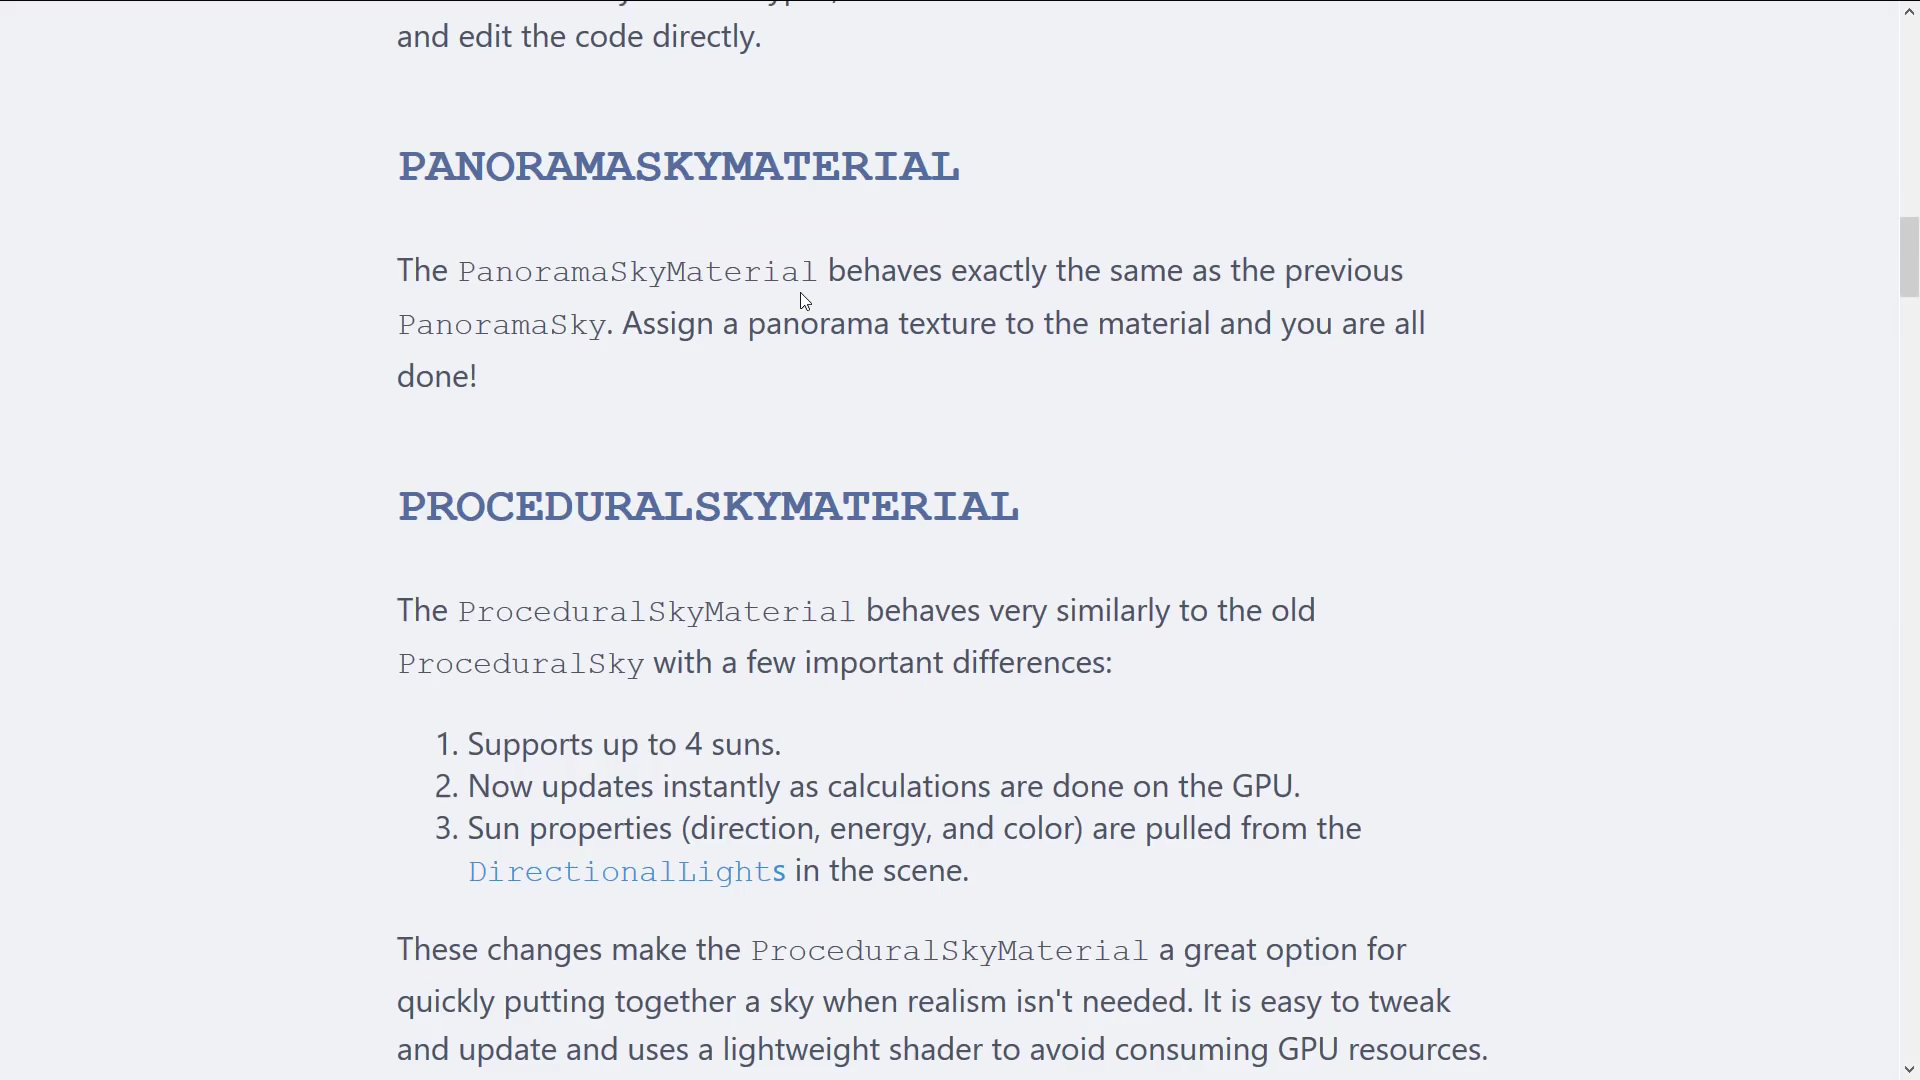 and edit the code directly.
PANORAMASKYMATERIAL
The PanoramaSkyMaterial behaves exactly the same as the previous
PanoramaSky. Assign a panorama texture to the material and you are all
done!
PROCEDURALSKYMATERIAL
The ProceduralSkyMaterial behaves very similarly to the old
ProceduralSky with a few important differences:
1. Supports up to 4 suns.
2. Now updates instantly as calculations are done on the GPU.
3. Sun properties (direction, energy, and color) are pulled from the
DirectionalLights in the scene.
These changes make the ProceduralSkyMaterial a great option for
quickly putting together a sky when realism isn't needed. It is easy to tweak
and update and uses a lightweight shader to avoid consuming GPU resources.